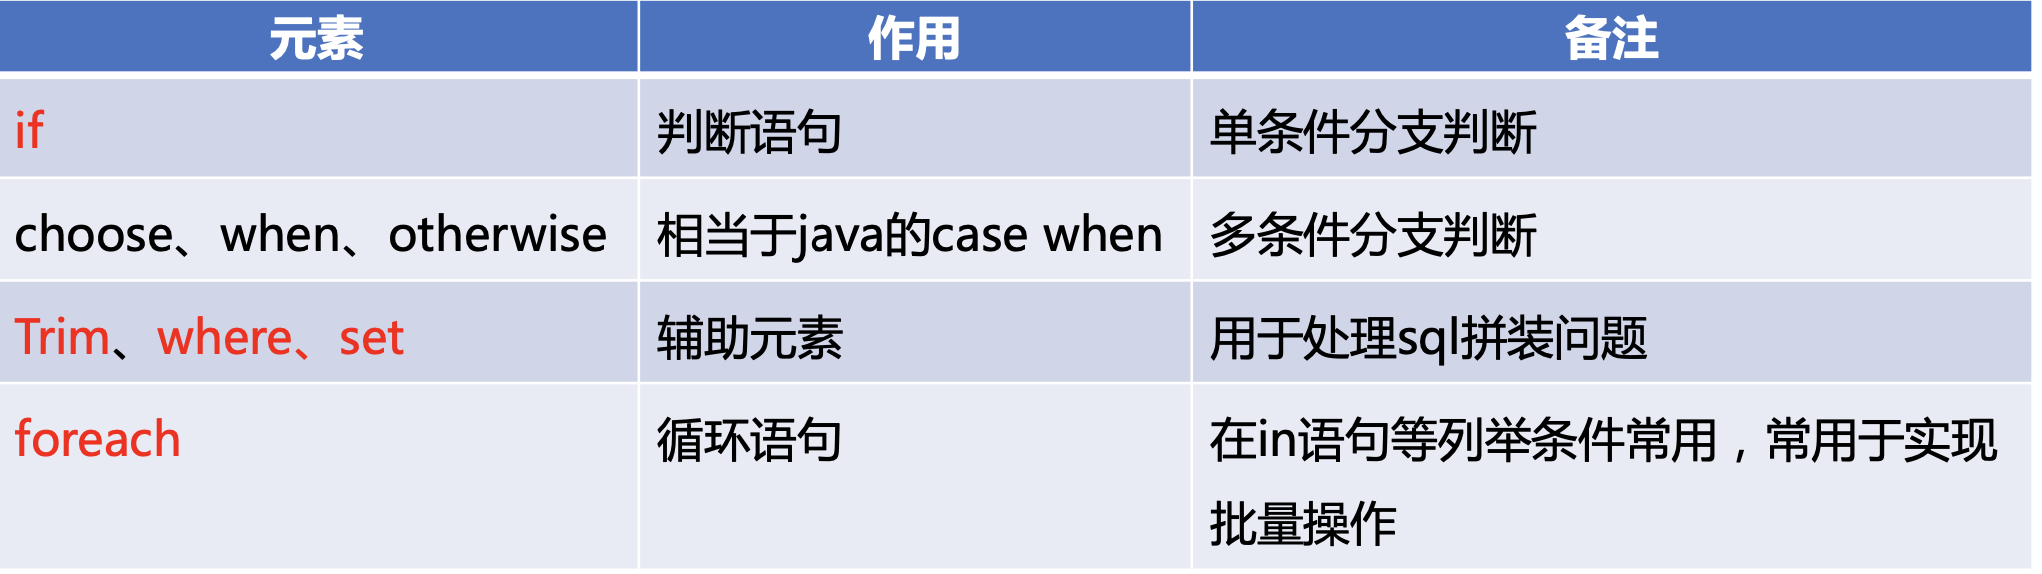 元素 作用 备注
if 判断语句 单条件分支判断
choose、when、otherwise 相当于java的case when 多条件分支判断
Trim、where、set 辅助元素 用于处理sql拼装问题
foreach 循环语句 在in语句等列举条件常用，常用于实现
批量操作